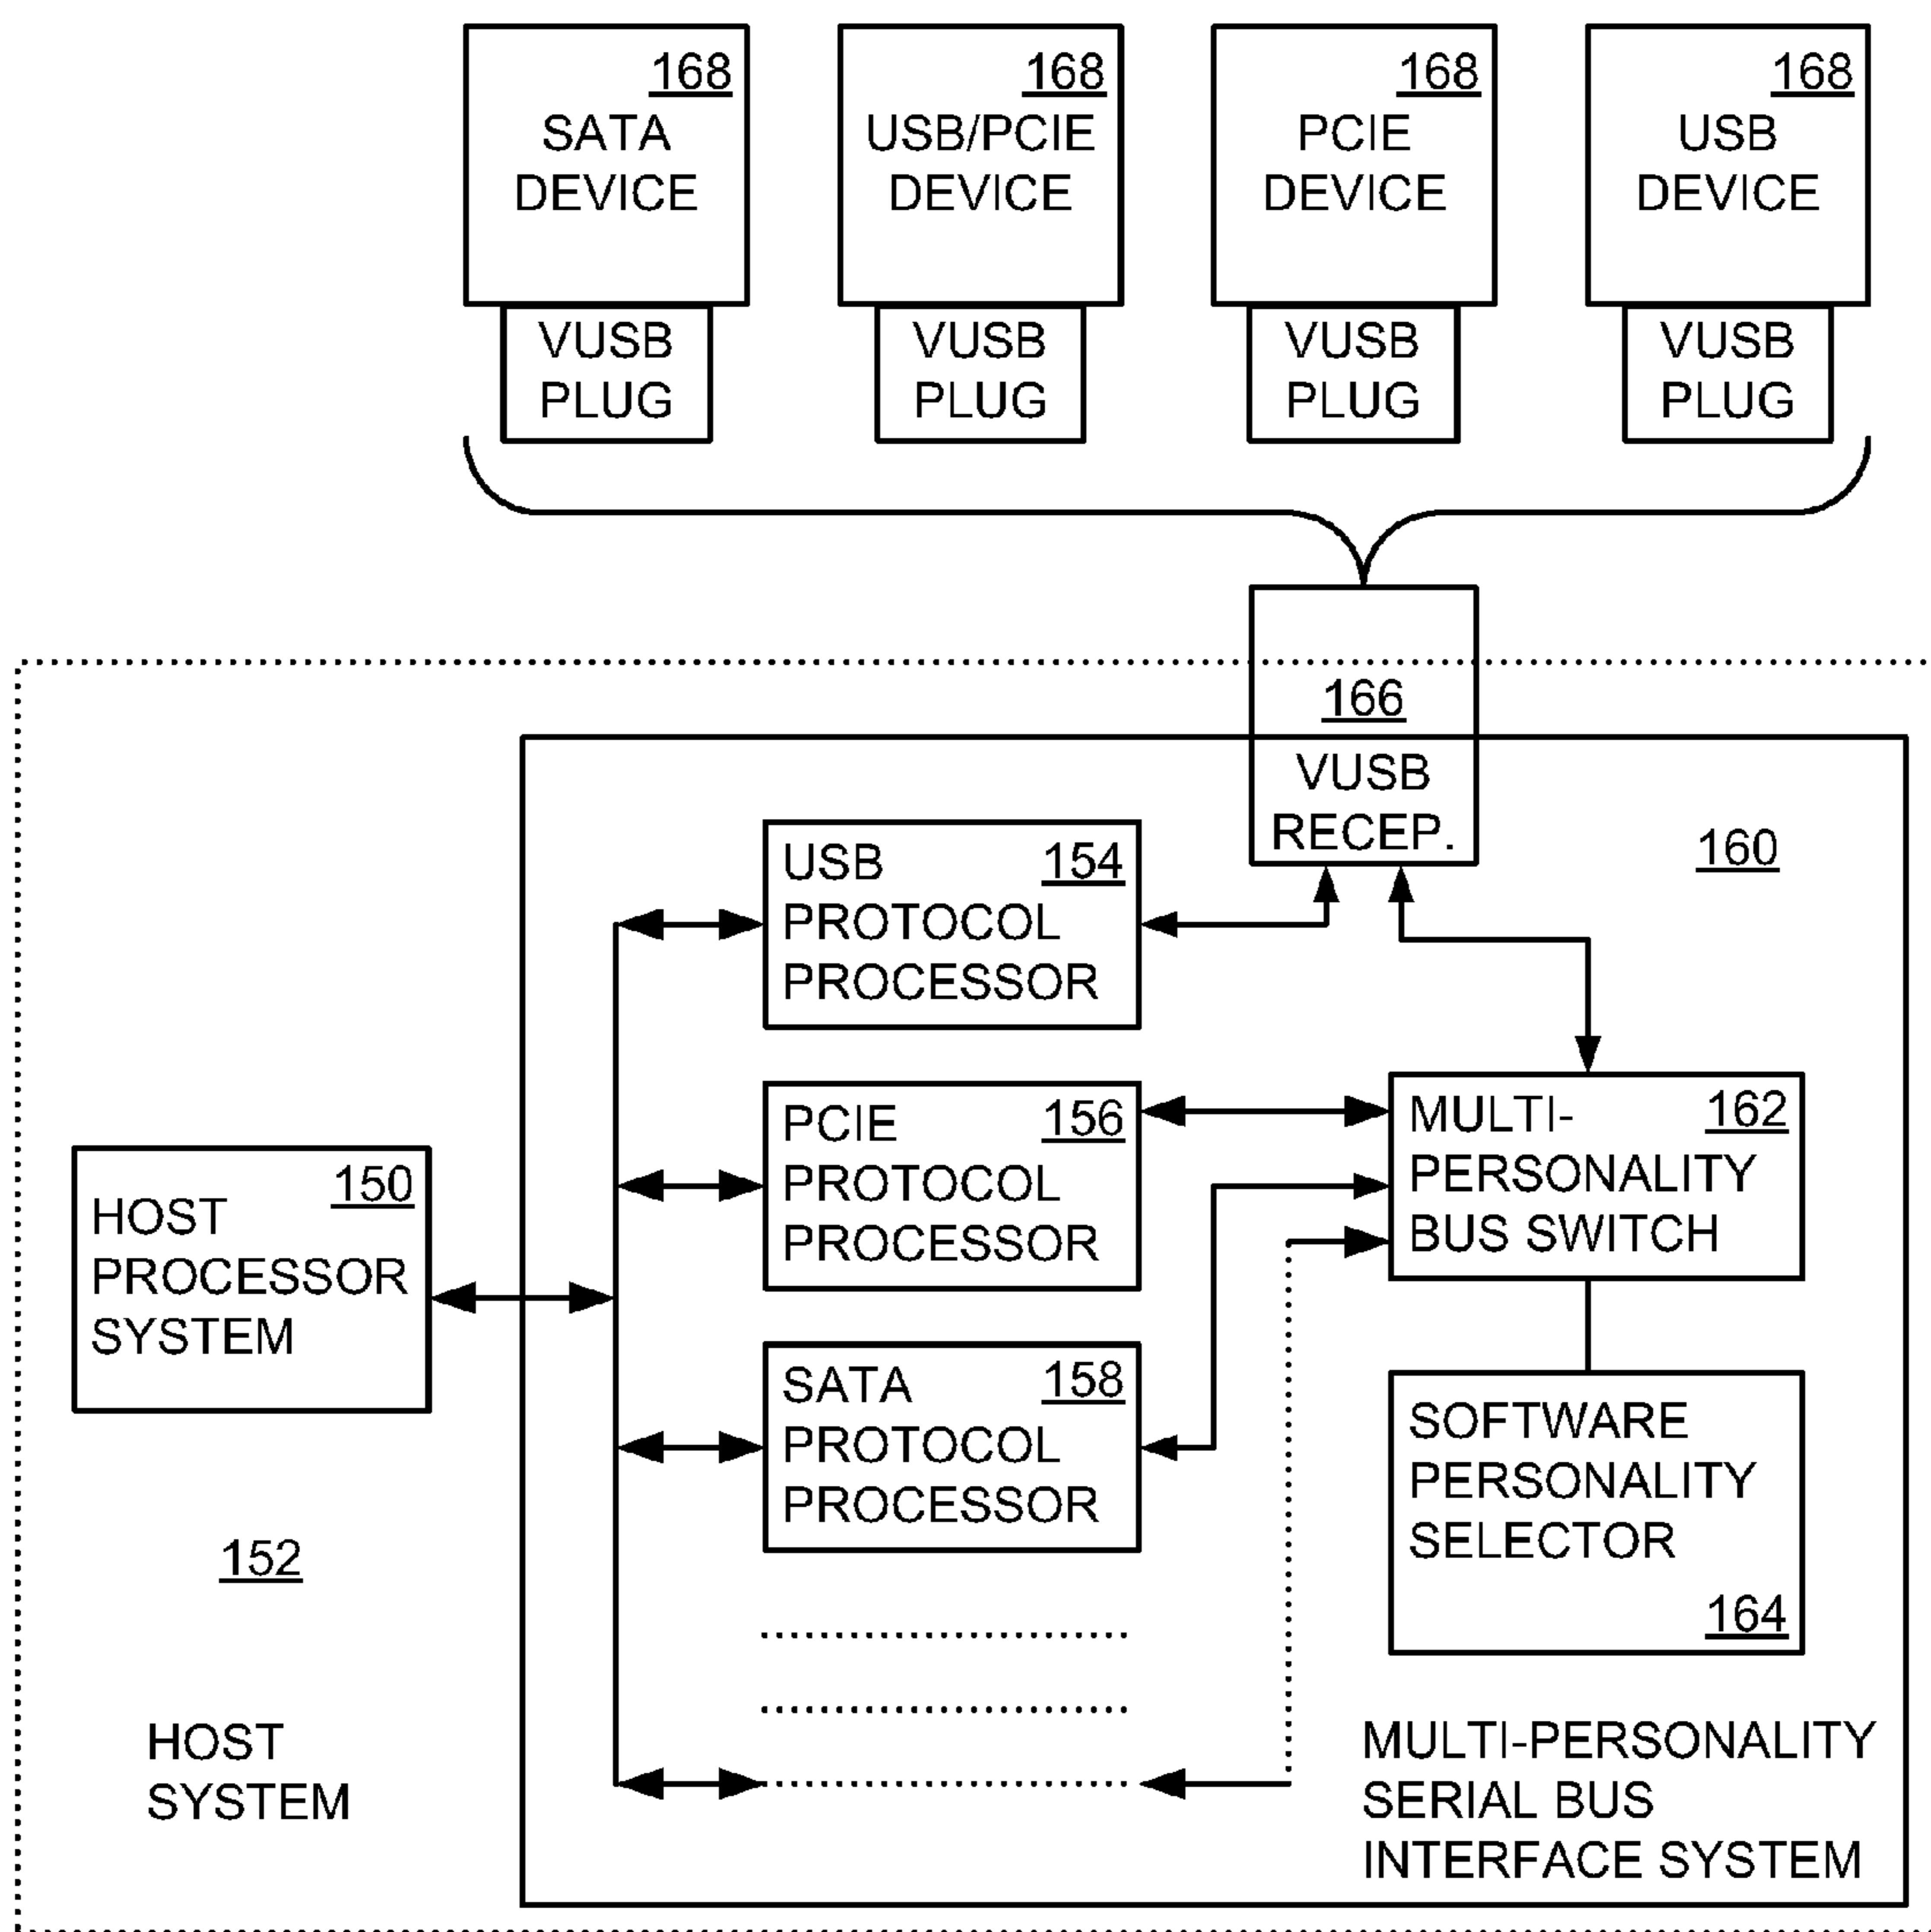 168
SATA
DEVICE
168
USB/PCIE
DEVICE
168
PCIE
DEVICE
168
USB
DEVICE
VUSB
PLUG
VUSB
PLUG
VUSB
PLUG
VUSB
PLUG
166
VUSB
RECEP.
160
USB 154
PROTOCOL
PROCESSOR
PCIE 156
PROTOCOL
PROCESSOR
MULTI- 162
PERSONALITY
BUS SWITCH
150
HOST
PROCESSOR
SYSTEM
SATA 158
PROTOCOL
PROCESSOR
SOFTWARE
PERSONALITY
SELECTOR
164
152
HOST
SYSTEM
MULTI-PERSONALITY
SERIAL BUS
INTERFACE SYSTEM